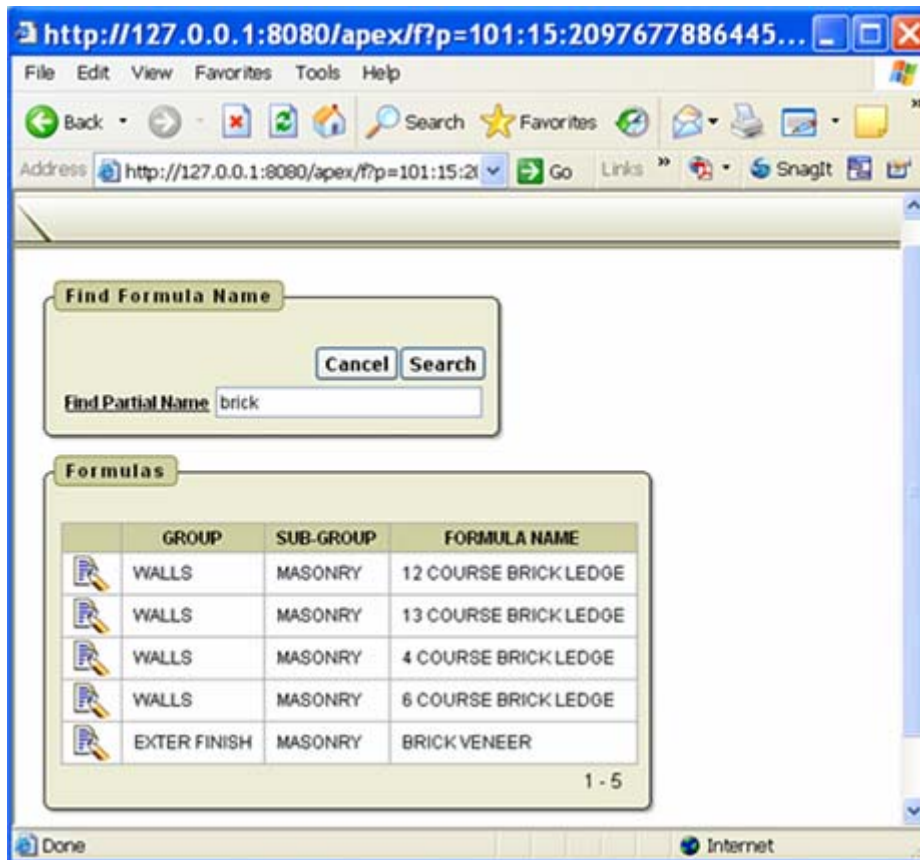 http://127.0.0.1:8080/apex/f?p=101:15:2097677886445...
File Edit View Favorites Tools Help
Back Search Favorites
Address http://127.0.0.1:8080/apex/f?p=101:15:2 Go Links » SnagIt
Find Formula Name
Cancel Search
Find Partial Name brick
Formulas
GROUP SUB-GROUP FORMULA NAME
WALLS MASONRY 12 COURSE BRICK LEDGE
WALLS MASONRY 13 COURSE BRICK LEDGE
WALLS MASONRY 4 COURSE BRICK LEDGE
WALLS MASONRY 6 COURSE BRICK LEDGE
EXTER FINISH MASONRY BRICK VENEER
1 - 5
Done Internet